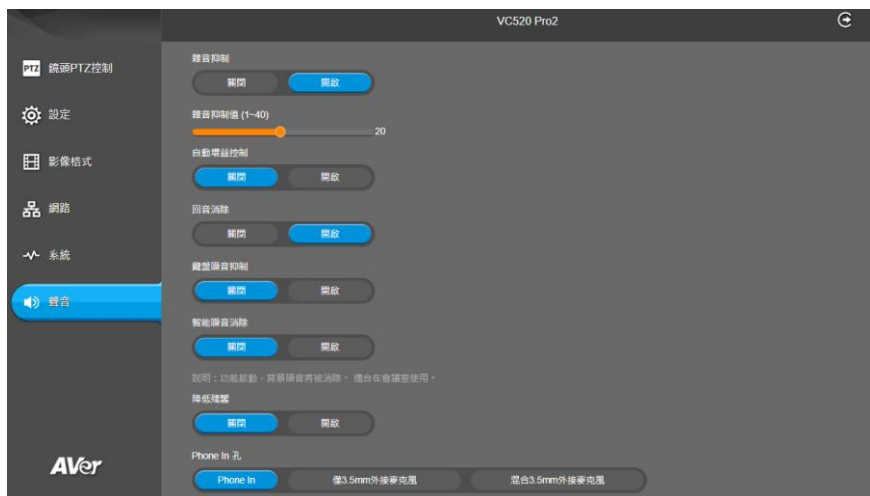 VC520 Pro2
PTZ 鏡頭PTZ控制
設定
影像格式
網路
系統
聲音
AVer
雜音抑制
關閉 開啟
雜音抑制值 (1~40)
20
自動增益控制
關閉 開啟
回音消除
關閉 開啟
鍵盤噪音抑制
關閉 開啟
智能噪音消除
關閉 開啟
說明：功能啟動，背景噪音將被消除。 適合在會議室使用。
降低殘響
關閉 開啟
Phone In 孔
Phone In 僅3.5mm外接麥克風 混合3.5mm外接麥克風